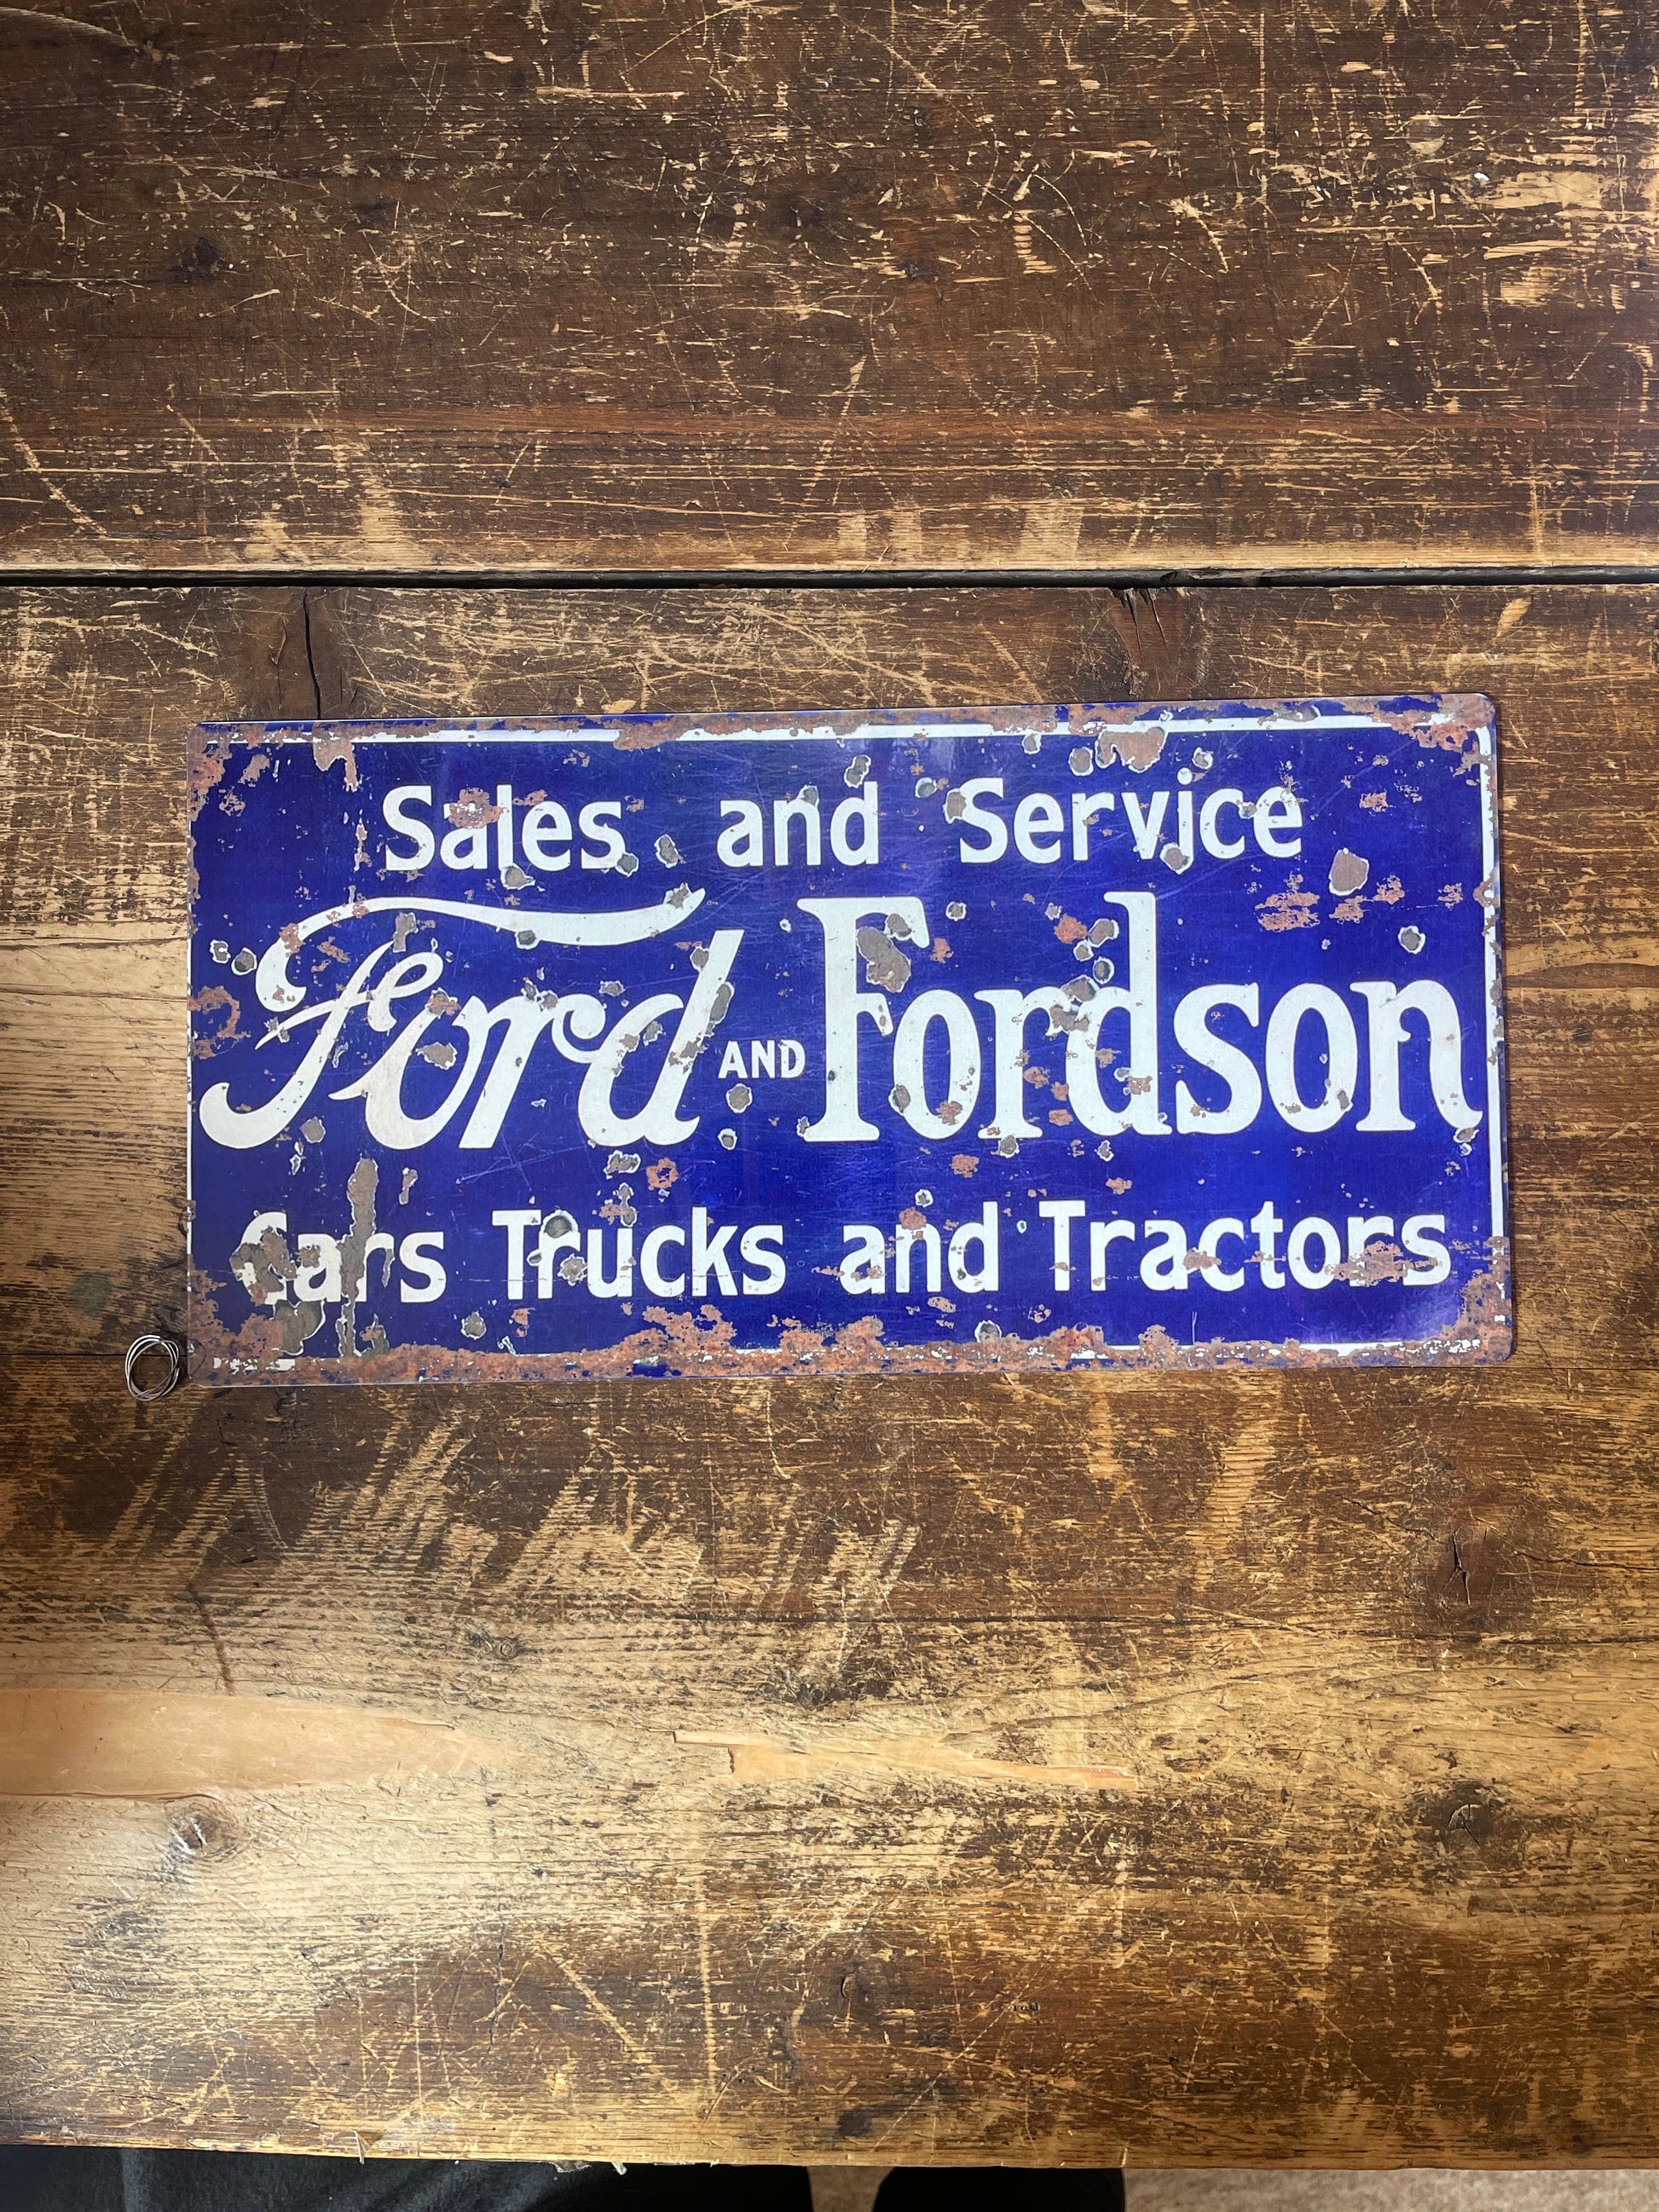 Sales and Service
Ford AND Fordson
Cars Trucks and Tractors